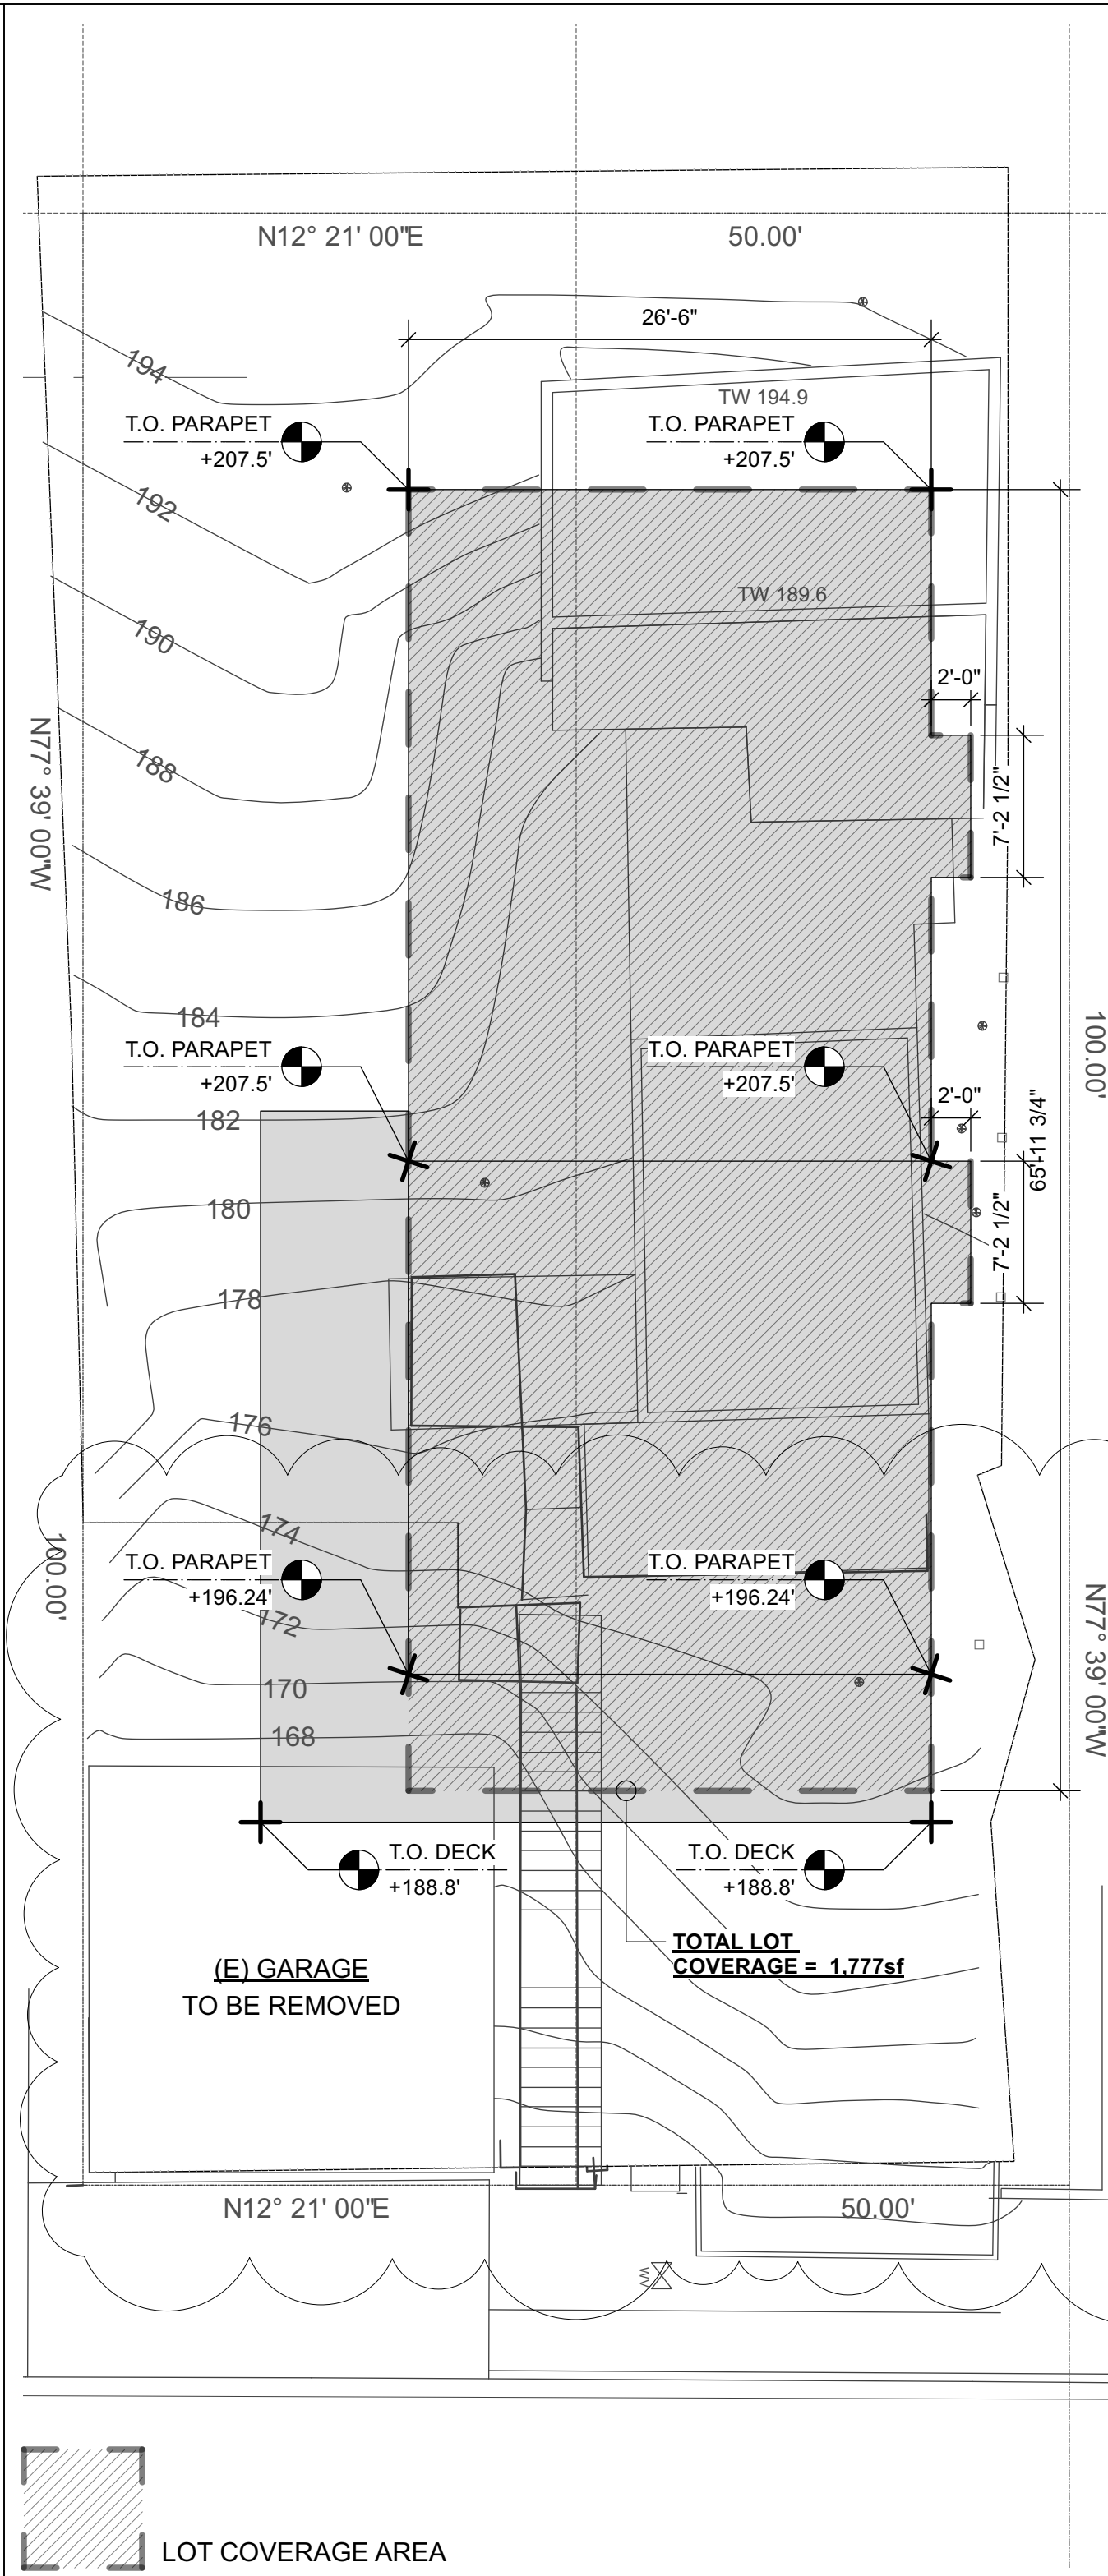 N12° 21' 00"E
50.00'
26'-6"
194
TW 194.9
T.O. PARAPET
+207.5'
T.O. PARAPET
+207.5'
192
TW 189.6
190
2'-0"
N77° 39' 00"W
188
7'-2 1/2"
186
184
100.00'
T.O. PARAPET
+207.5'
T.O. PARAPET
+207.5'
2'-0"
182
65'-11 3/4"
180
7'-2 1/2"
178
176
174
100.00'
T.O. PARAPET
+196.24'
T.O. PARAPET
+196.24'
172
N77° 39' 00"W
170
168
T.O. DECK
+188.8'
T.O. DECK
+188.8'
TOTAL LOT
COVERAGE = 1,777sf
(E) GARAGE
TO BE REMOVED
N12° 21' 00"E
50.00'
LOT COVERAGE AREA